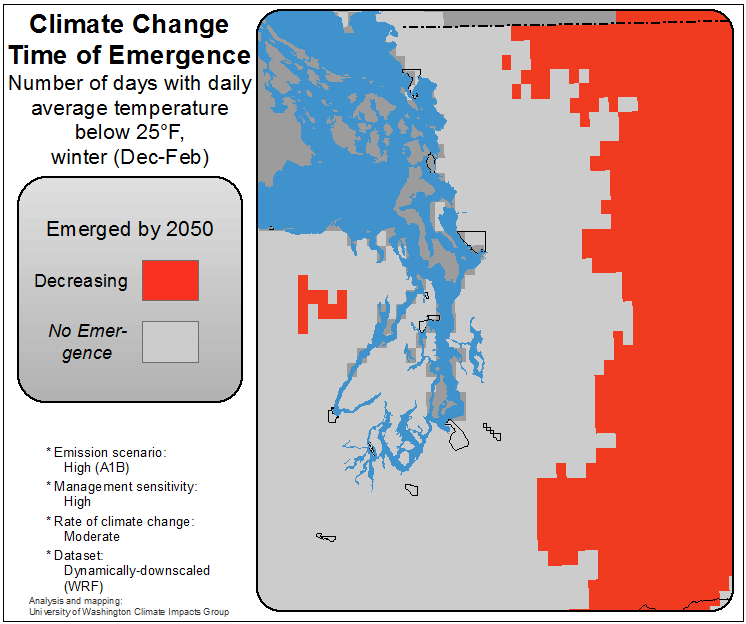 Climate Change
Time of Emergence
Number of days with daily
average temperature
below 25°F,
winter (Dec-Feb)
Emerged by 2050
Decreasing
No Emer-
gence
* Emission scenario:
High (A1B)
* Management sensitivity:
High
* Rate of climate change:
Moderate
* Dataset:
Dynamically-downscaled
(WRF)
Analysis and mapping:
University of Washington Climate Impacts Group